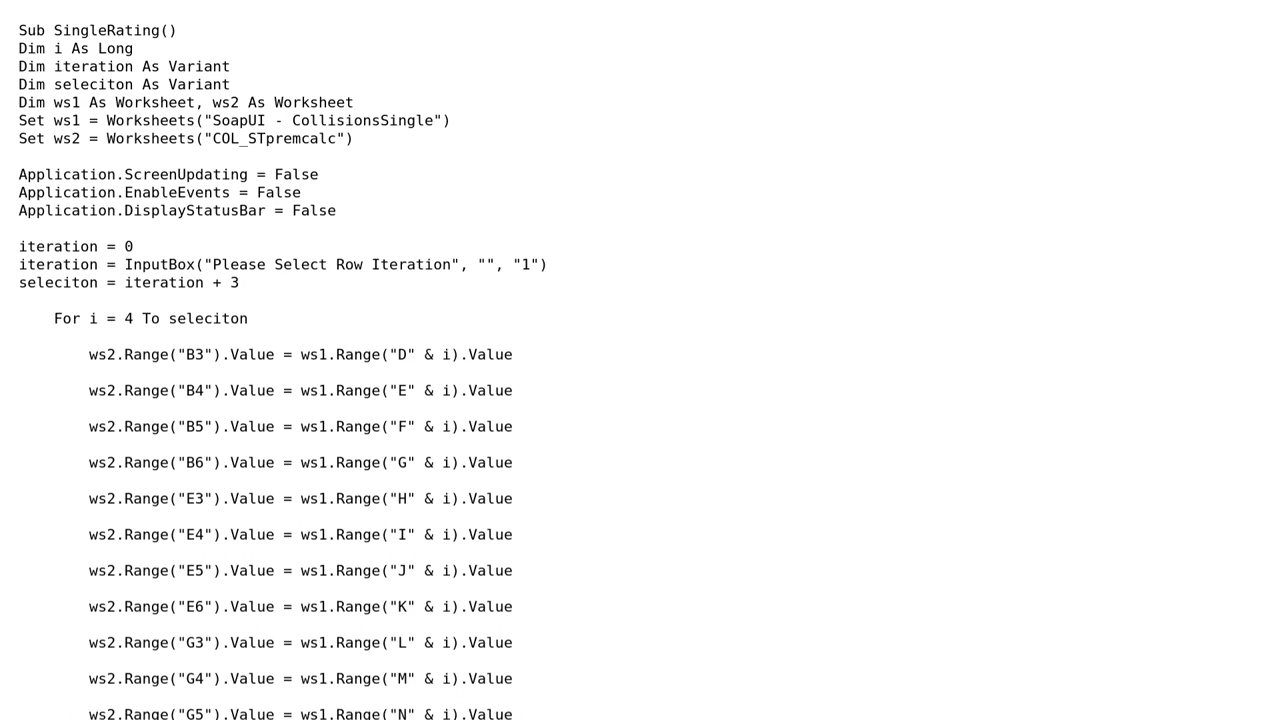 Sub SingleRating()
Dim i As Long
Dim iteration As Variant
Dim seleciton As Variant
Dim ws1 As Worksheet, ws2 As Worksheet
Set ws1 = Worksheets("SoapUI - CollisionsSingle")
Set ws2 = Worksheets("COL_STpremcalc")

Application.ScreenUpdating = False
Application.EnableEvents = False
Application.DisplayStatusBar = False

iteration = 0
iteration = InputBox("Please Select Row Iteration", "", "1")
seleciton = iteration + 3

    For i = 4 To seleciton

        ws2.Range("B3").Value = ws1.Range("D" & i).Value

        ws2.Range("B4").Value = ws1.Range("E" & i).Value

        ws2.Range("B5").Value = ws1.Range("F" & i).Value

        ws2.Range("B6").Value = ws1.Range("G" & i).Value

        ws2.Range("E3").Value = ws1.Range("H" & i).Value

        ws2.Range("E4").Value = ws1.Range("I" & i).Value

        ws2.Range("E5").Value = ws1.Range("J" & i).Value

        ws2.Range("E6").Value = ws1.Range("K" & i).Value

        ws2.Range("G3").Value = ws1.Range("L" & i).Value

        ws2.Range("G4").Value = ws1.Range("M" & i).Value

        ws2.Range("G5").Value = ws1.Range("N" & i).Value